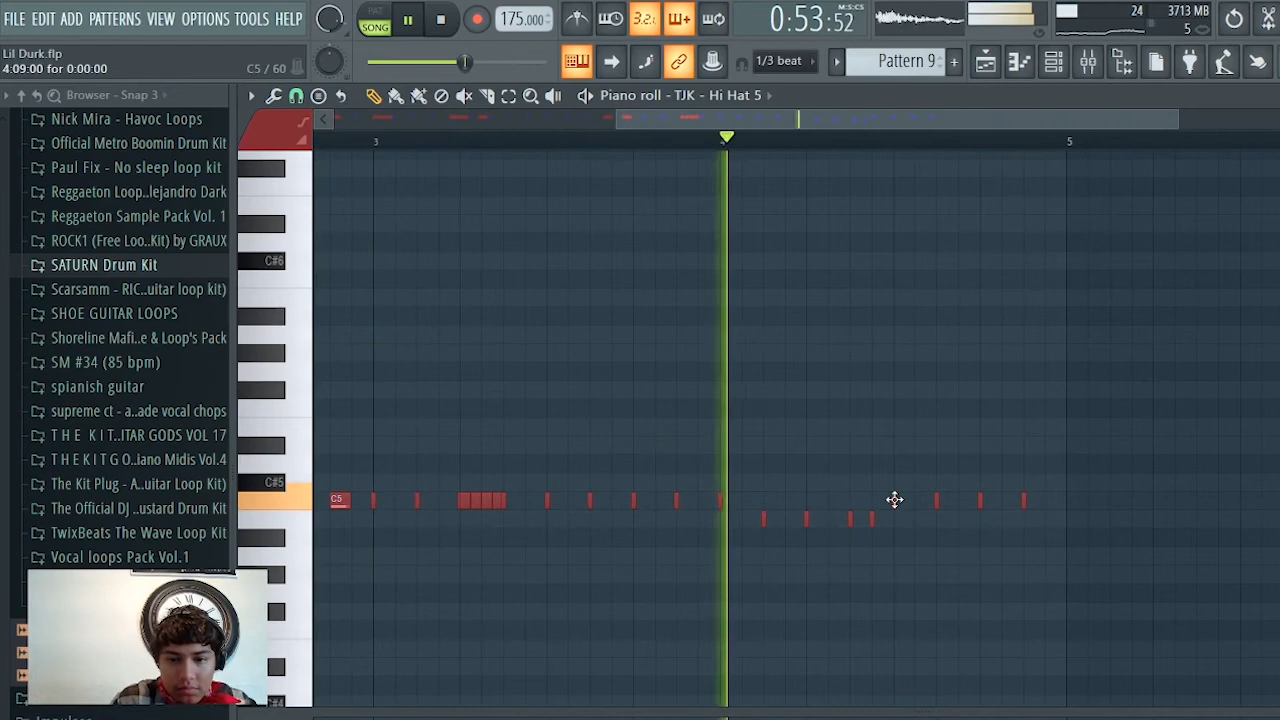 FILE EDIT ADD PATTERNS VIEW OPTIONS TOOLS HELP
PAT
SONG
175.000
3.2.
0:53:52
M:S:CS
24
3713 MB
5
Lil Durk.flp
4:09:00 for 0:00:00
C5 / 60
1/3 beat
Pattern 9
+
Browser - Snap 3
Piano roll - TJK - Hi Hat 5
Nick Mira - Havoc Loops
Official Metro Boomin Drum Kit
Paul Fix - No sleep loop kit
Reggaeton Loop..lejandro Dark
Reggaeton Sample Pack Vol. 1
ROCK1 (Free Loo..Kit) by GRAUX
SATURN Drum Kit
Scarsamm - RIC..uitar loop kit)
SHOE GUITAR LOOPS
Shoreline Mafi..e & Loop's Pack
SM #34 (85 bpm)
spianish guitar
supreme ct - a..ade vocal chops
T H E K I T..ITAR GODS VOL 17
T H E K I T G O..iano Midis Vol.4
The Kit Plug - A..uitar Loop Kit)
The Official DJ ..ustard Drum Kit
TwixBeats The Wave Loop Kit
Vocal loops Pack Vol.1
3
5
C#6
C#5
C5